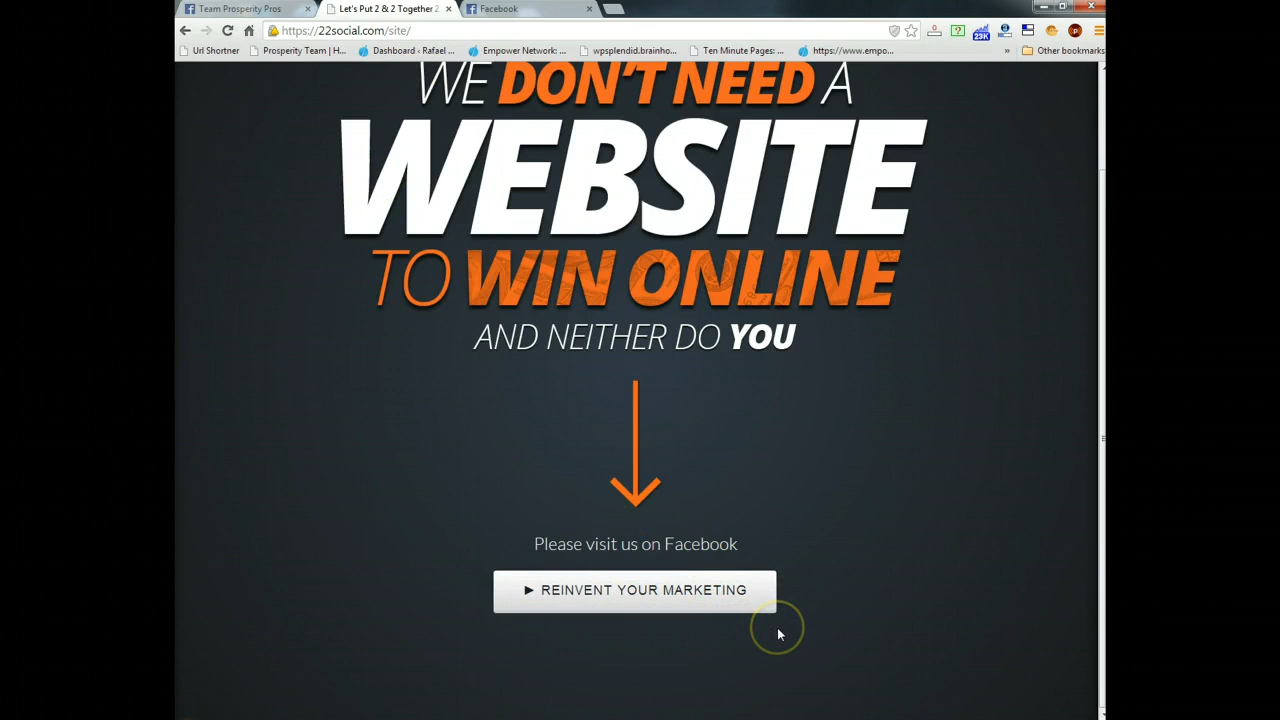 Team Prosperity Pros
Let's Put 2 & 2 Together 2
Facebook
https://22social.com/site/
23K
Url Shortner
Prosperity Team | H...
Dashboard ‹ Rafael ...
Empower Network: ...
wpsplendid.brainho...
Ten Minute Pages: ...
https://www.empo...
»
Other bookmarks
WE DON'T NEED A
WEBSITE
TO WIN ONLINE
AND NEITHER DO YOU
Please visit us on Facebook
► REINVENT YOUR MARKETING